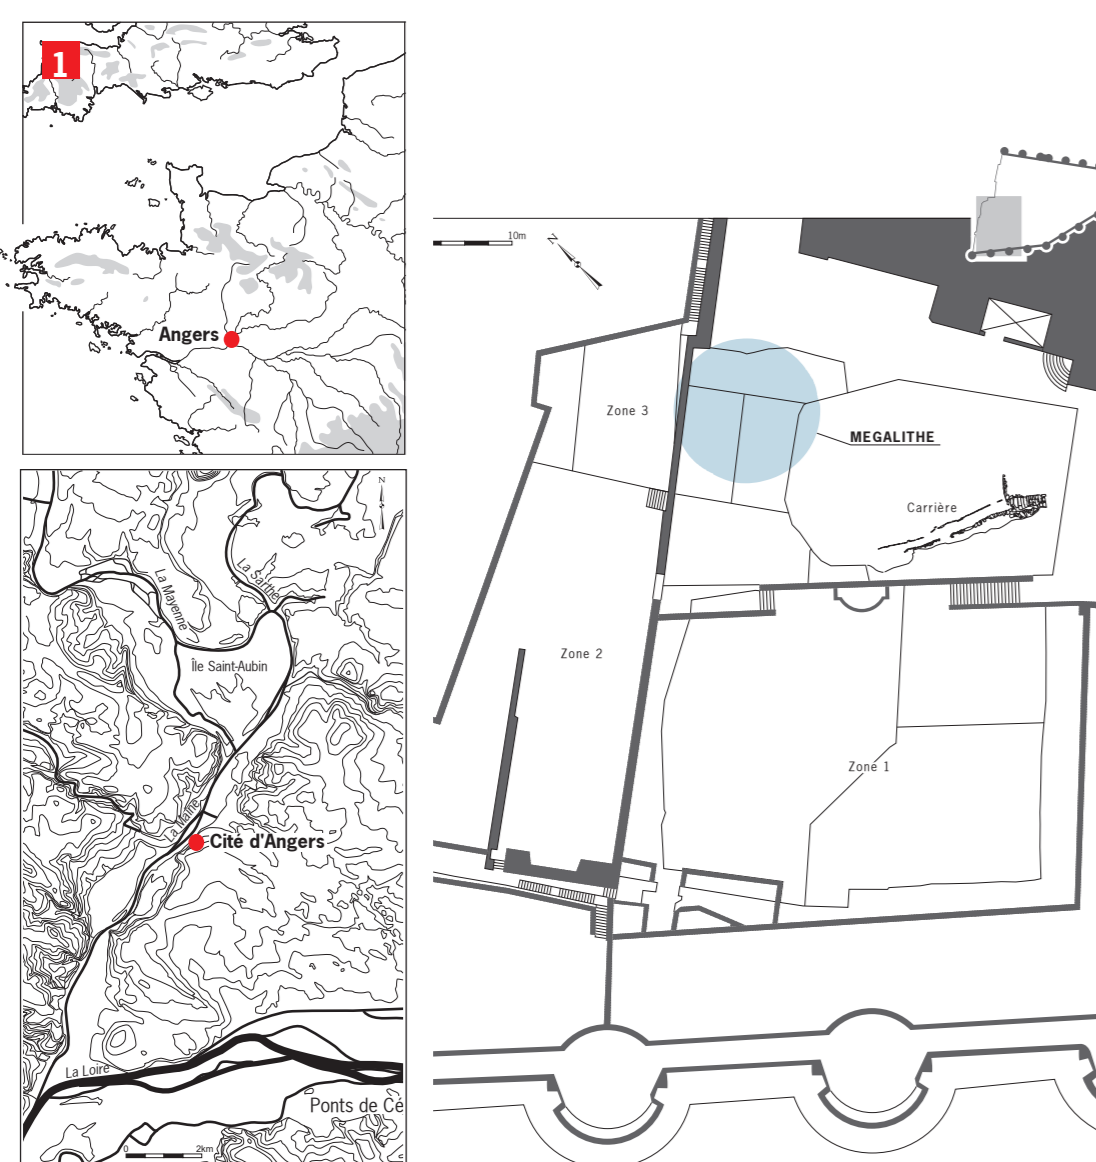 1
Angers
N
La Mayenne
La Sarthe
Île Saint-Aubin
La Maine
Cité d'Angers
La Loire
Ponts de Cé
0
2km
10m
N
Zone 3
MEGALITHE
Carrière
Zone 2
Zone 1